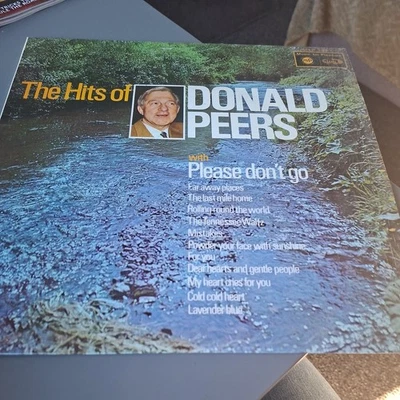 The Hits of
DONALD
PEERS
with
Please don't go
Far away places
The last mile home
Rolling round the world
The Tennessee Waltz
Mistakes
Powder your face with sunshine
For you
Dear hearts and gentle people
My heart cries for you
Cold cold heart
Lavender blue